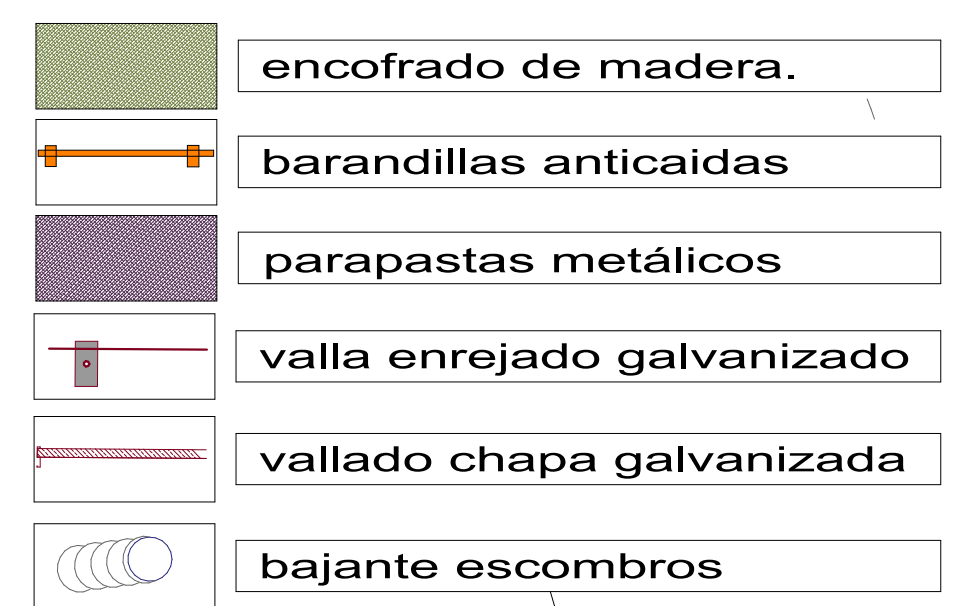 encofrado de madera.
barandillas anticaidas
parapastas metálicos
valla enrejado galvanizado
vallado chapa galvanizada
bajante escombros